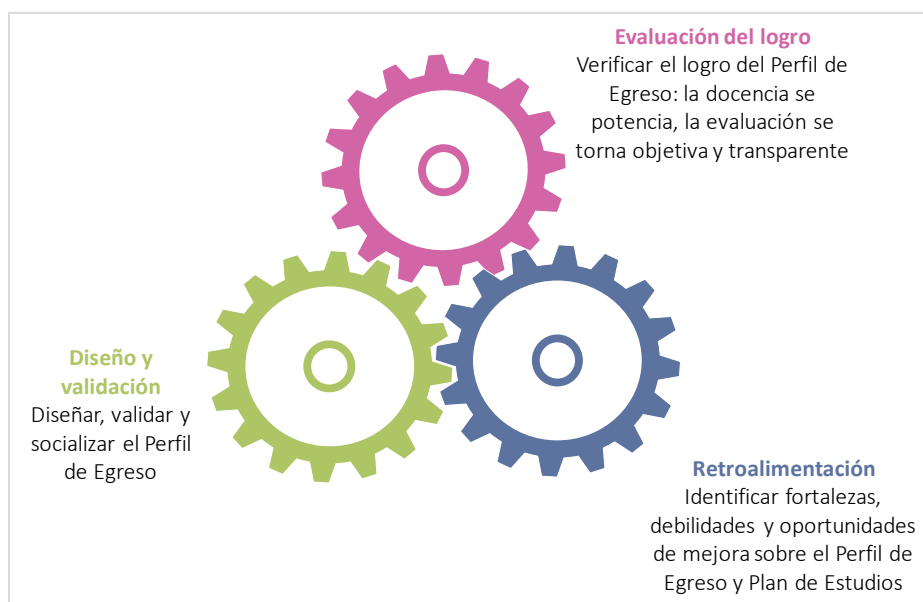 Evaluación del logro
Verificar el logro del Perfil de
Egreso: la docencia se
potencia, la evaluación se
torna objetiva y transparente
Diseño y
validación
Diseñar, validar y
socializar el Perfil
de Egreso
Retroalimentación
Identificar fortalezas,
debilidades y oportunidades
de mejora sobre el Perfil de
Egreso y Plan de Estudios